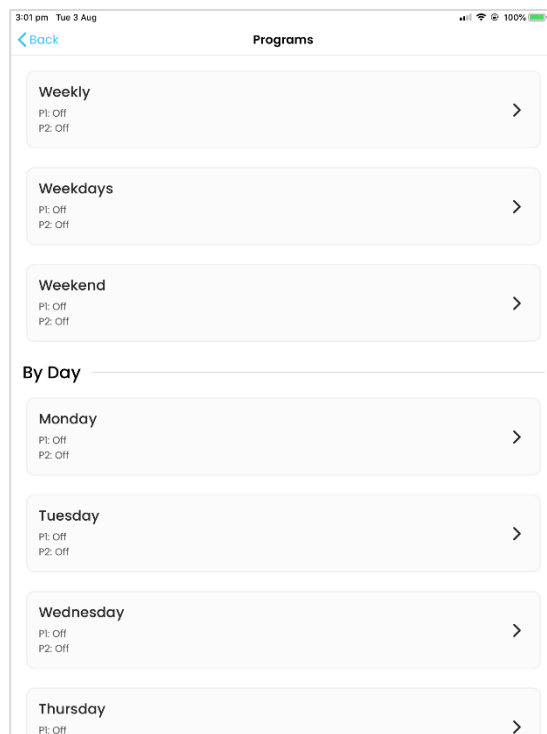 3:01 pm Tue 3 Aug 100%
Back Programs
Weekly
P1: Off
P2: Off
Weekdays
P1: Off
P2: Off
Weekend
P1: Off
P2: Off
By Day
Monday
P1: Off
P2: Off
Tuesday
P1: Off
P2: Off
Wednesday
P1: Off
P2: Off
Thursday
P1: Off